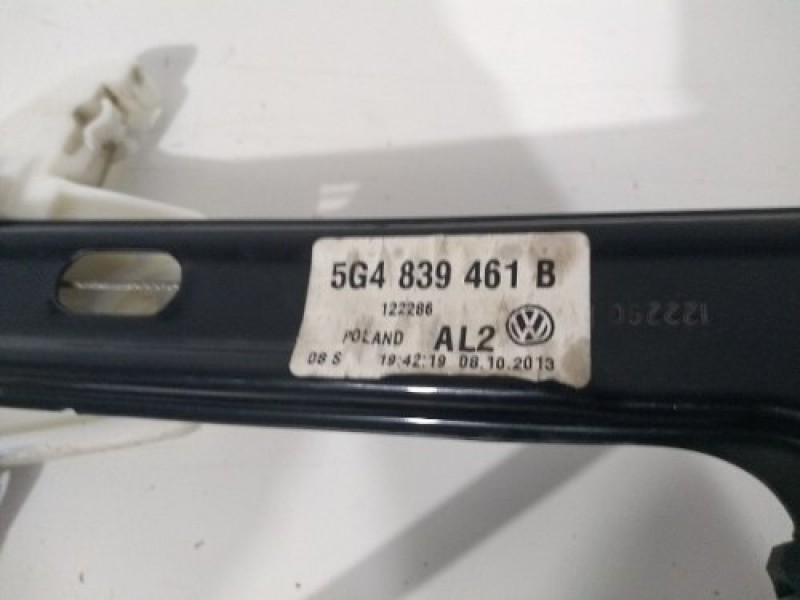 5G4 839 461 B
122286
POLAND AL2
08 S 19:42:19 08.10.2013